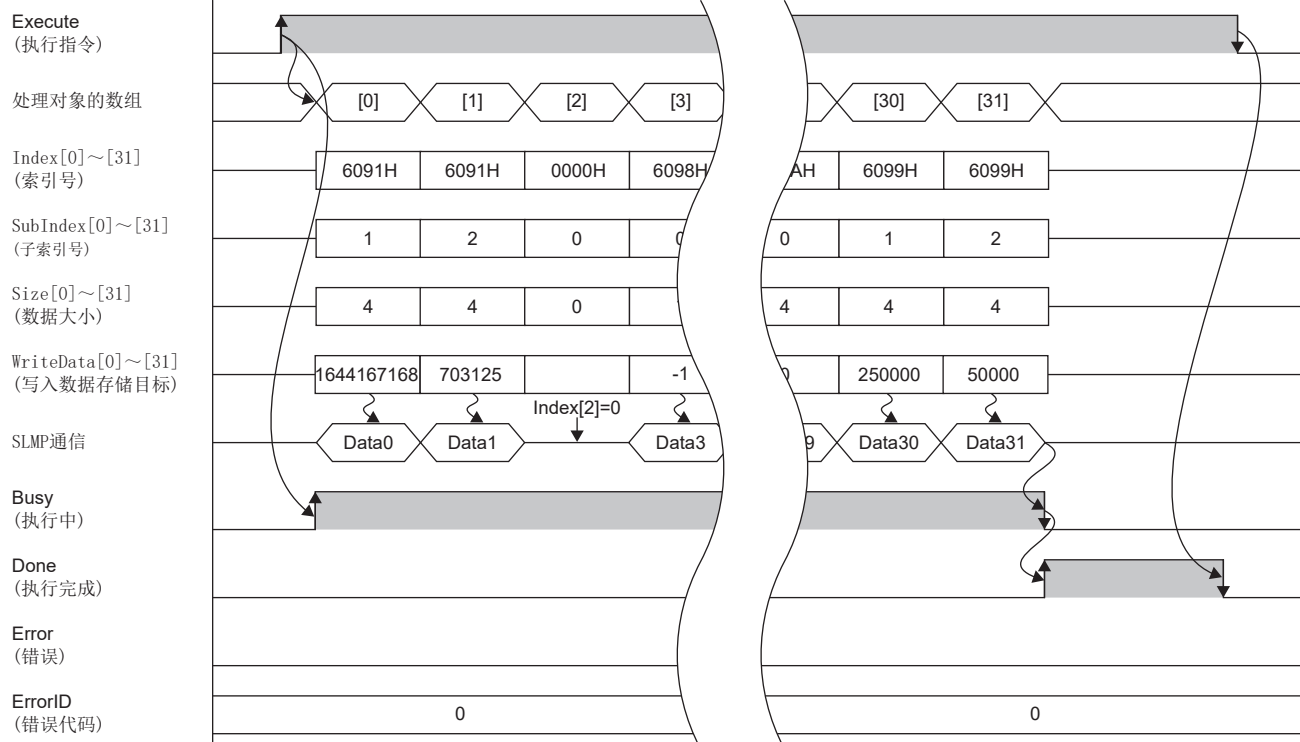 Execute
(执行指令)
处理对象的数组
[0] [1] [2] [3] [30] [31]
Index[0]～[31]
(索引号)
6091H 6091H 0000H 6098H AH 6099H 6099H
SubIndex[0]～[31]
(子索引号)
1 2 0 0 0 1 2
Size[0]～[31]
(数据大小)
4 4 0 4 4 4
WriteData[0]～[31]
(写入数据存储目标)
1644167168 703125 -1 0 250000 50000
Index[2]=0
SLMP通信
Data0 Data1 Data3 9 Data30 Data31
Busy
(执行中)
Done
(执行完成)
Error
(错误)
ErrorID
(错误代码)
0 0